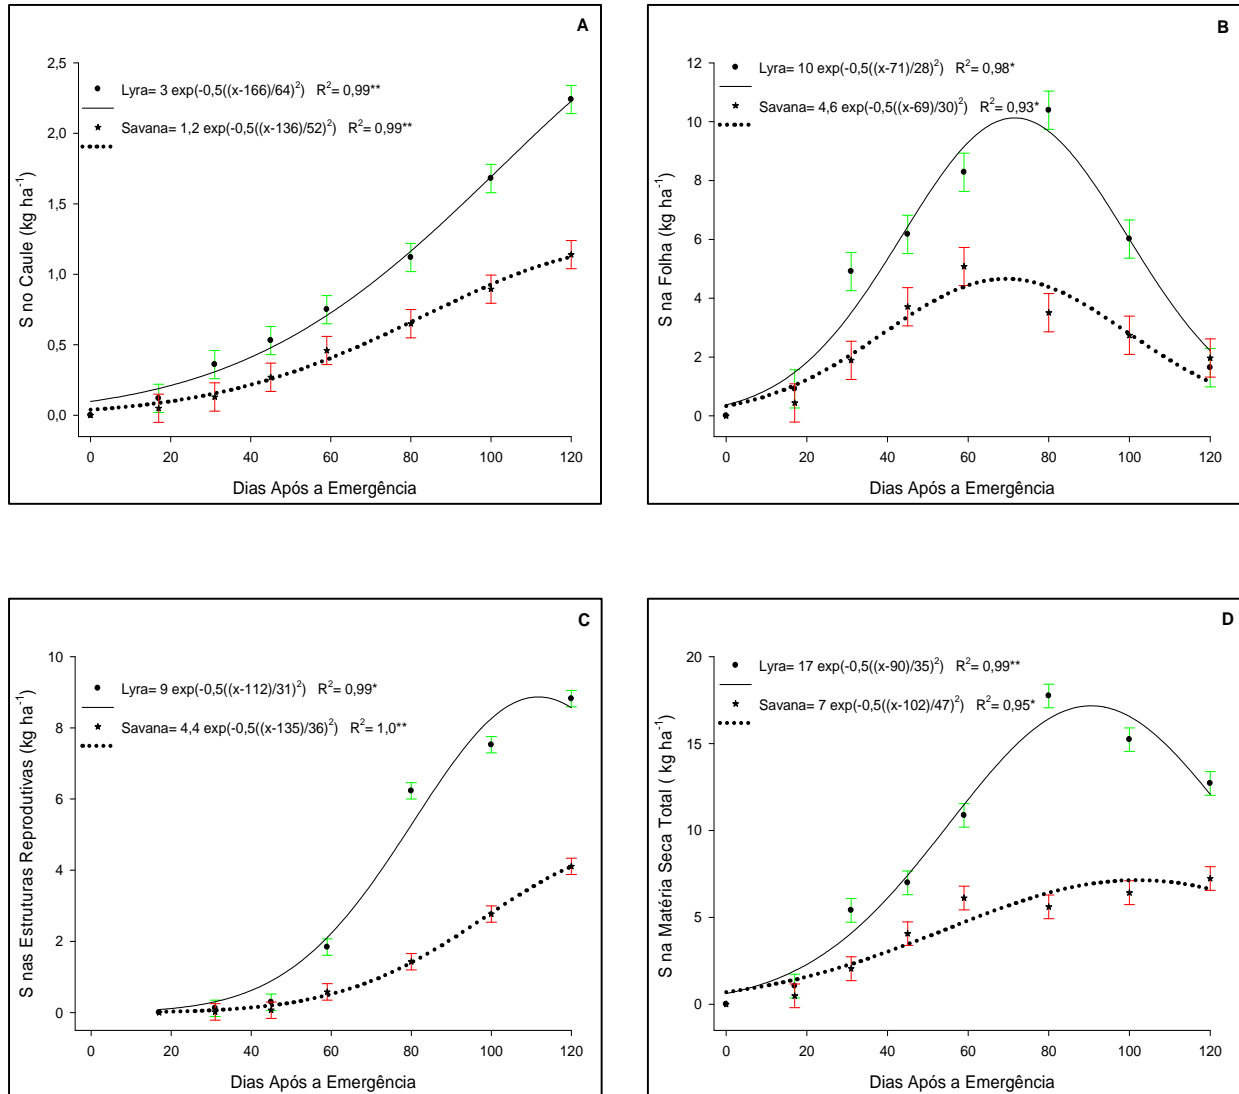 A
S no Caule (kg ha⁻¹)
2,5
2,0
1,5
1,0
0,5
0,0
Lyra= 3 exp(-0,5((x-166)/64)²) R²= 0,99**
Savana= 1,2 exp(-0,5((x-136)/52)²) R²= 0,99**
0 20 40 60 80 100 120
Dias Após a Emergência
B
S na Folha (kg ha⁻¹)
12
10
8
6
4
2
0
Lyra= 10 exp(-0,5((x-71)/28)²) R²= 0,98*
Savana= 4,6 exp(-0,5((x-69)/30)²) R²= 0,93*
0 20 40 60 80 100 120
Dias Após a Emergência
C
S nas Estruturas Reprodutivas (kg ha⁻¹)
10
8
6
4
2
0
Lyra= 9 exp(-0,5((x-112)/31)²) R²= 0,99*
Savana= 4,4 exp(-0,5((x-135)/36)²) R²= 1,0**
0 20 40 60 80 100 120
Dias Após a Emergência
D
S na Matéria Seca Total ( kg ha⁻¹)
20
15
10
5
0
Lyra= 17 exp(-0,5((x-90)/35)²) R²= 0,99**
Savana= 7 exp(-0,5((x-102)/47)²) R²= 0,95*
0 20 40 60 80 100 120
Dias Após a Emergência